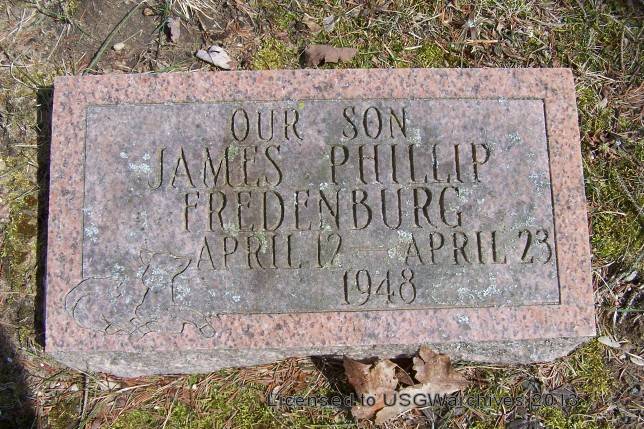 OUR SON
JAMES PHILLIP
FREDENBURG
APRIL 12 — APRIL 23
1948
Licensed to USGWarchives 2013